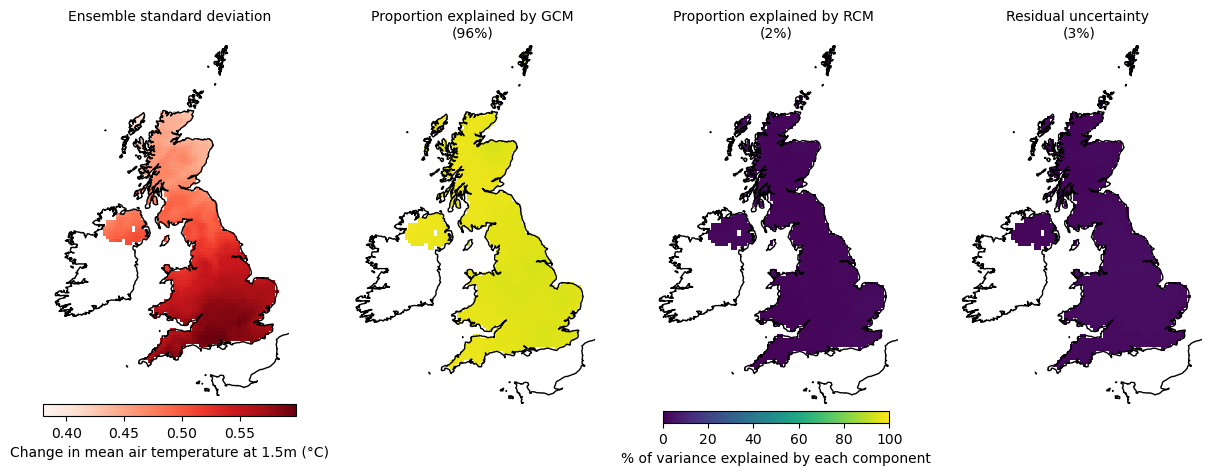 Ensemble standard deviation
Proportion explained by GCM
(96%)
Proportion explained by RCM
(2%)
Residual uncertainty
(3%)
0.40 0.45 0.50 0.55
Change in mean air temperature at 1.5m (°C)
0 20 40 60 80 100
% of variance explained by each component